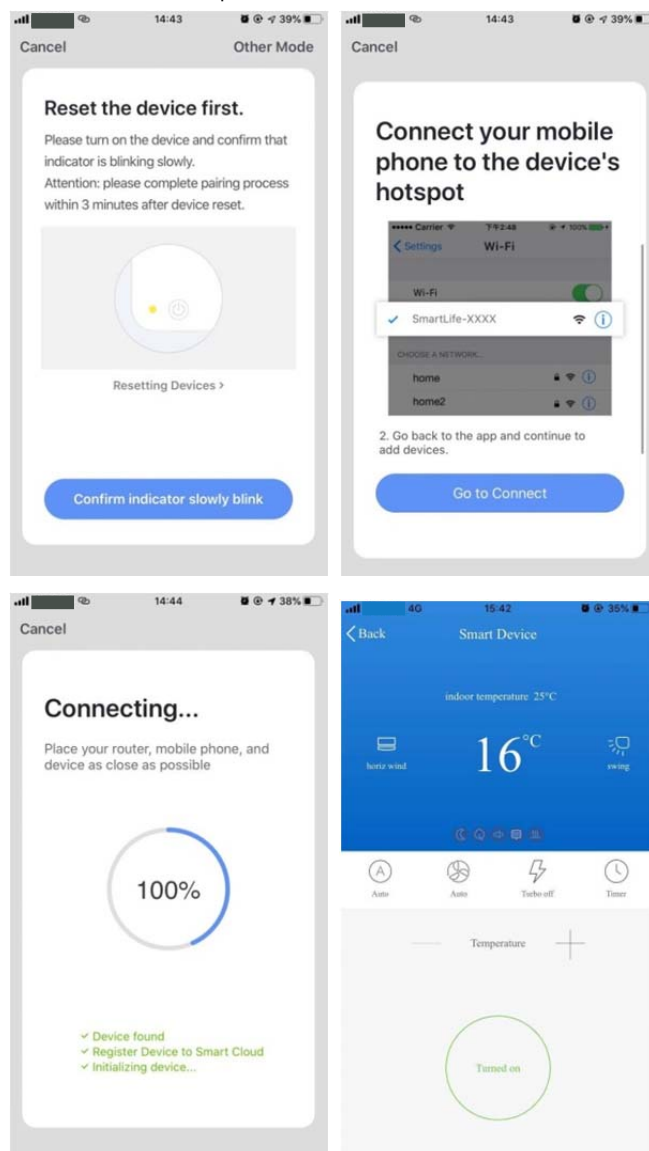 14:43
39%
Cancel
Other Mode
Reset the device first.
Please turn on the device and confirm that
indicator is blinking slowly.
Attention: please complete pairing process
within 3 minutes after device reset.
Resetting Devices >
Confirm indicator slowly blink
14:43
39%
Cancel
Connect your mobile
phone to the device's
hotspot
Carrier
下午2:48
100%
Settings
Wi-Fi
Wi-Fi
SmartLife-XXXX
CHOOSE A NETWORK...
home
home2
2. Go back to the app and continue to
add devices.
Go to Connect
14:44
38%
Cancel
Connecting...
Place your router, mobile phone, and
device as close as possible
100%
✓ Device found
✓ Register Device to Smart Cloud
✓ Initializing device...
4G
15:42
35%
Back
Smart Device
indoor temperature 25°C
16°C
horiz wind
swing
A
Auto
Auto
Turbo off
Timer
Temperature
Turned on